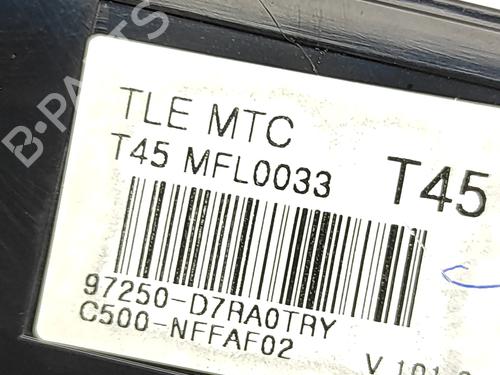 B-PARTS
TLE MTC
T45 MFL0033
T45
97250-D7RA0TRY
C500-NFFAF02